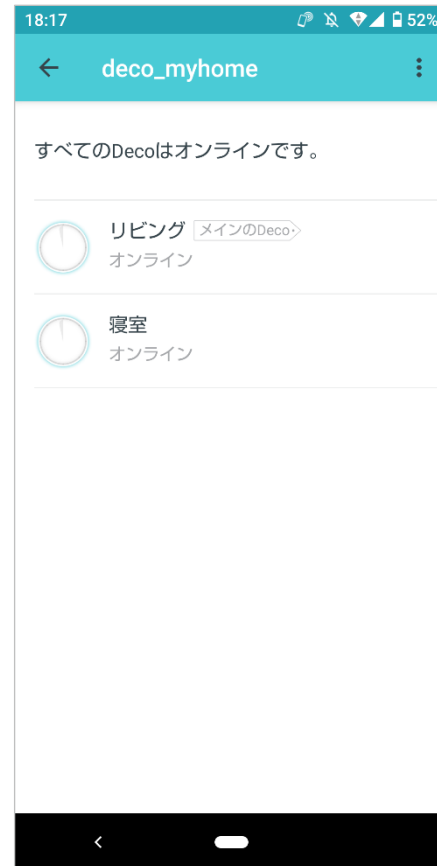 18:17 52%
deco_myhome
すべてのDecoはオンラインです。
リビング メインのDeco
オンライン
寝室
オンライン